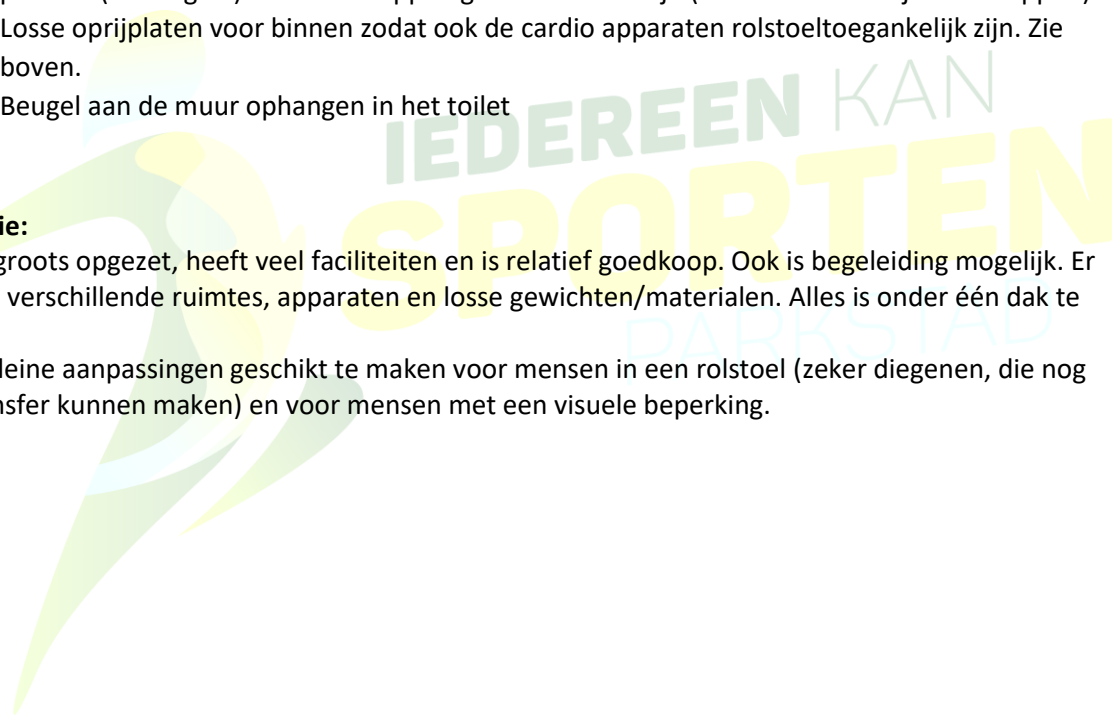 Losse oprijplaten voor binnen zodat ook de cardio apparaten rolstoeltoegankelijk zijn. Zie
boven.
Beugel aan de muur ophangen in het toilet
IEDEREEN KAN
SPORTEN
PARKSTAD
ie:
groots opgezet, heeft veel faciliteiten en is relatief goedkoop. Ook is begeleiding mogelijk. Er
verschillende ruimtes, apparaten en losse gewichten/materialen. Alles is onder één dak te
leine aanpassingen geschikt te maken voor mensen in een rolstoel (zeker diegenen, die nog
nsfer kunnen maken) en voor mensen met een visuele beperking.